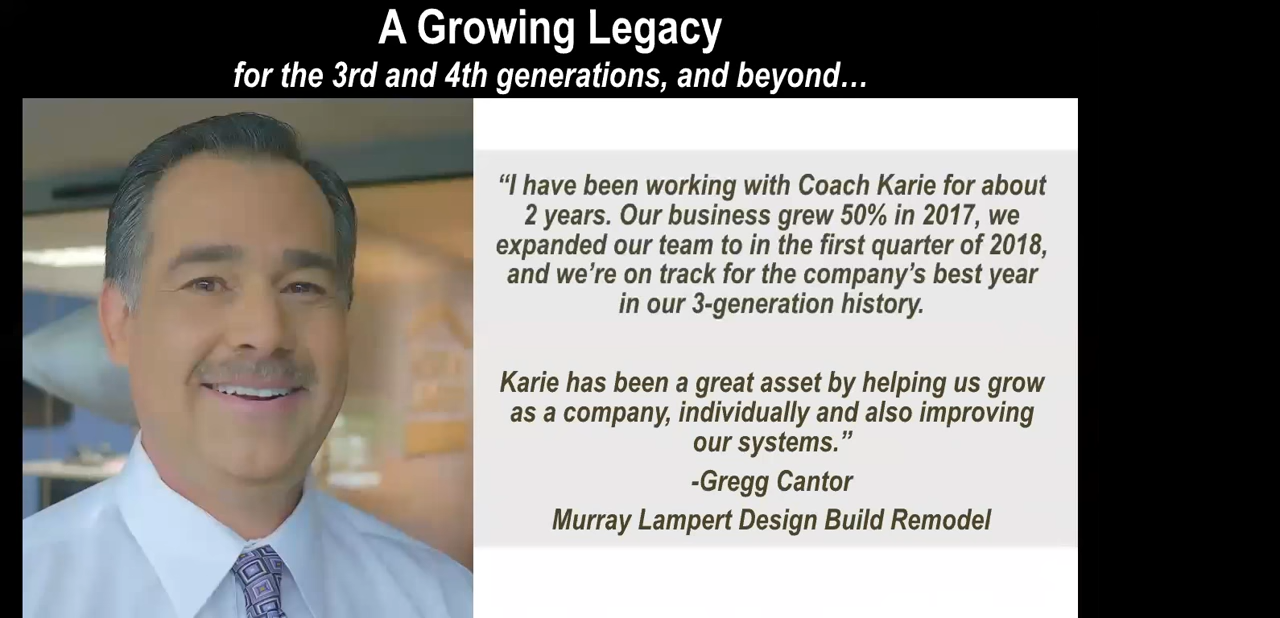 A Growing Legacy
for the 3rd and 4th generations, and beyond…
“I have been working with Coach Karie for about
2 years. Our business grew 50% in 2017, we
expanded our team to in the first quarter of 2018,
and we’re on track for the company’s best year
in our 3-generation history.
Karie has been a great asset by helping us grow
as a company, individually and also improving
our systems.”
-Gregg Cantor
Murray Lampert Design Build Remodel